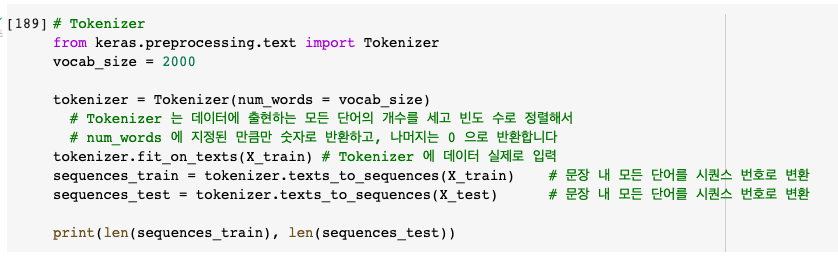 [189] # Tokenizer
from keras.preprocessing.text import Tokenizer
vocab_size = 2000
tokenizer = Tokenizer(num_words = vocab_size)
# Tokenizer 는 데이터에 출현하는 모든 단어의 개수를 세고 빈도 수로 정렬해서
# num_words 에 지정된 만큼만 숫자로 반환하고, 나머지는 0 으로 반환합니다
tokenizer.fit_on_texts(X_train) # Tokenizer 에 데이터 실제로 입력
sequences_train = tokenizer.texts_to_sequences(X_train) # 문장 내 모든 단어를 시퀀스 번호로 변환
sequences_test = tokenizer.texts_to_sequences(X_test) # 문장 내 모든 단어를 시퀀스 번호로 변환
print(len(sequences_train), len(sequences_test))